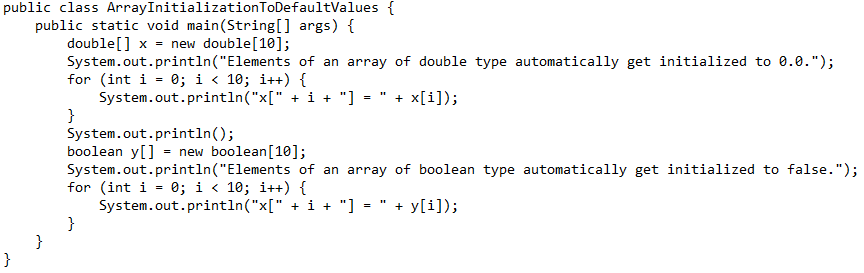 public class ArrayInitializationToDefaultValues {
    public static void main(String[] args) {
        double[] x = new double[10];
        System.out.println("Elements of an array of double type automatically get initialized to 0.0.");
        for (int i = 0; i < 10; i++) {
            System.out.println("x[" + i + "] = " + x[i]);
        }
        System.out.println();
        boolean y[] = new boolean[10];
        System.out.println("Elements of an array of boolean type automatically get initialized to false.");
        for (int i = 0; i < 10; i++) {
            System.out.println("x[" + i + "] = " + y[i]);
        }
    }
}